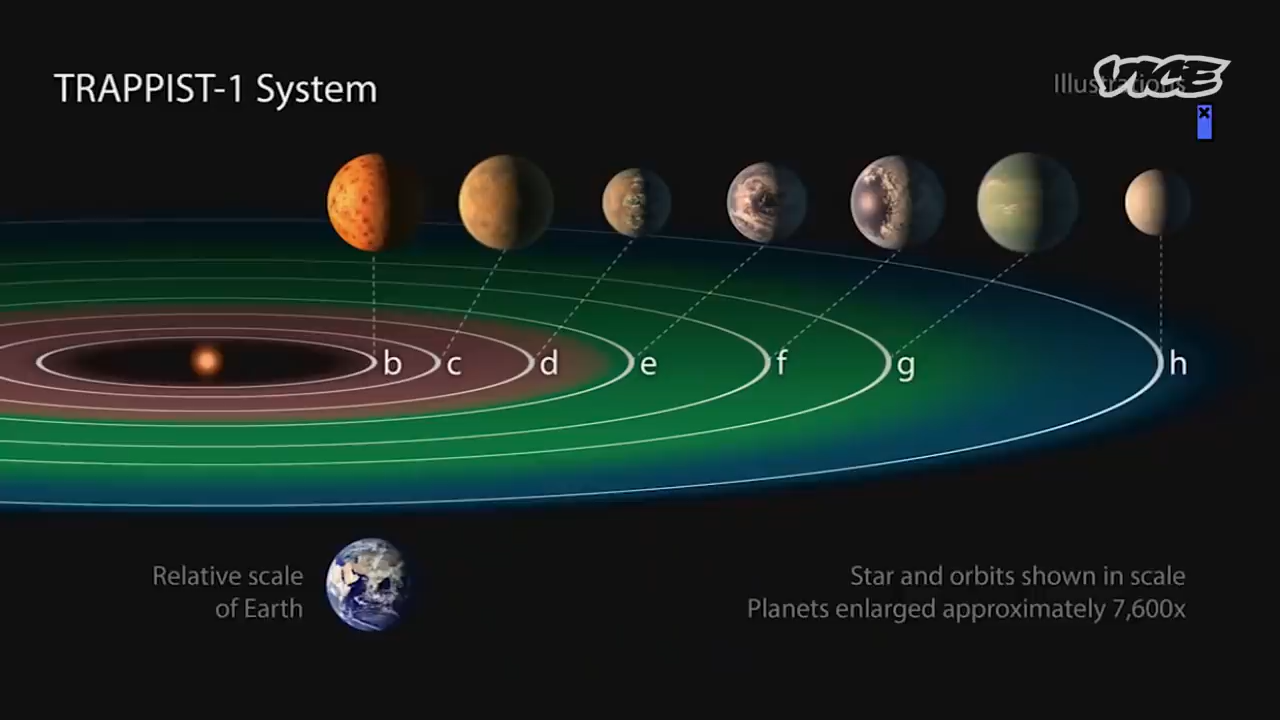 TRAPPIST-1 System
Illustrations
VICE
b
c
d
e
f
g
h
Relative scale
of Earth
Star and orbits shown in scale
Planets enlarged approximately 7,600x